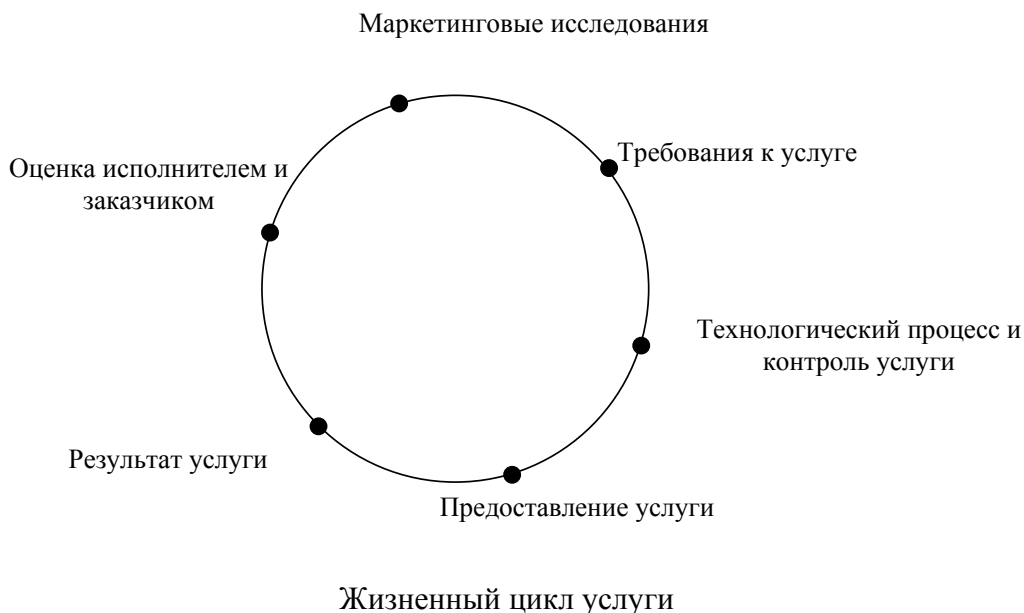 Маркетинговые исследования
Требования к услуге
Оценка исполнителем и
заказчиком
Технологический процесс и
контроль услуги
Результат услуги
Предоставление услуги
Жизненный цикл услуги